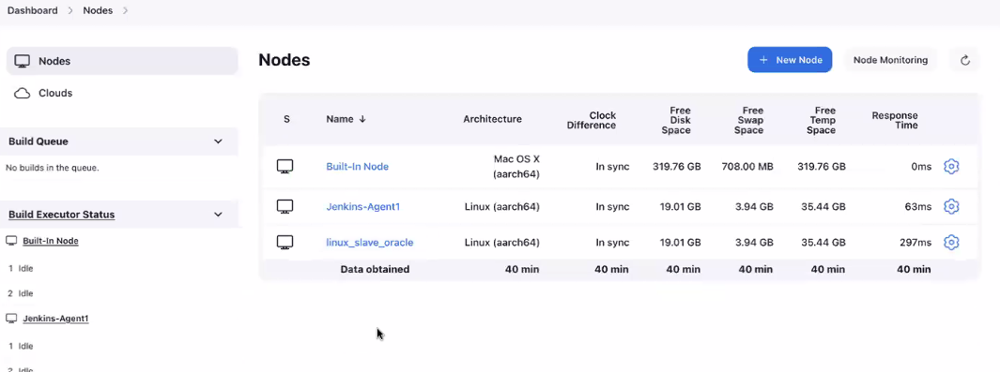 Dashboard > Nodes >
Nodes
Clouds
Build Queue
No builds in the queue.
Build Executor Status
Built-In Node
1 Idle
2 Idle
Jenkins-Agent1
1 Idle
2 Idle
Nodes
+ New Node
Node Monitoring
S Name ↓ Architecture Clock Difference Free Disk Space Free Swap Space Free Temp Space Response Time
Built-In Node Mac OS X (aarch64) In sync 319.76 GB 708.00 MB 319.76 GB 0ms
Jenkins-Agent1 Linux (aarch64) In sync 19.01 GB 3.94 GB 35.44 GB 63ms
linux_slave_oracle Linux (aarch64) In sync 19.01 GB 3.94 GB 35.44 GB 297ms
Data obtained 40 min 40 min 40 min 40 min 40 min 40 min